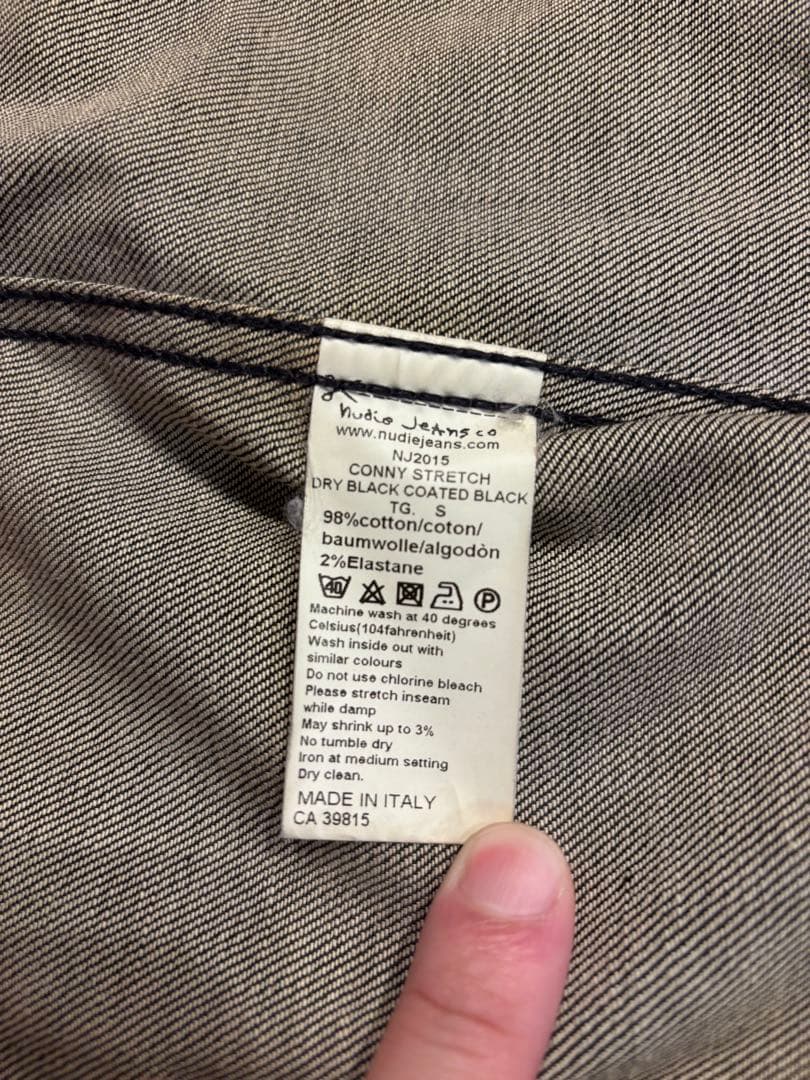 nudie Jeans co
www.nudiejeans.com
NJ2015
CONNY STRETCH
DRY BLACK COATED BLACK
TG. S
98%cotton/coton/
baumwolle/algodòn
2%Elastane
40 P
Machine wash at 40 degrees
Celsius(104fahrenheit)
Wash inside out with
similar colours
Do not use chlorine bleach
Please stretch inseam
while damp
May shrink up to 3%
No tumble dry
Iron at medium setting
Dry clean.
MADE IN ITALY
CA 39815